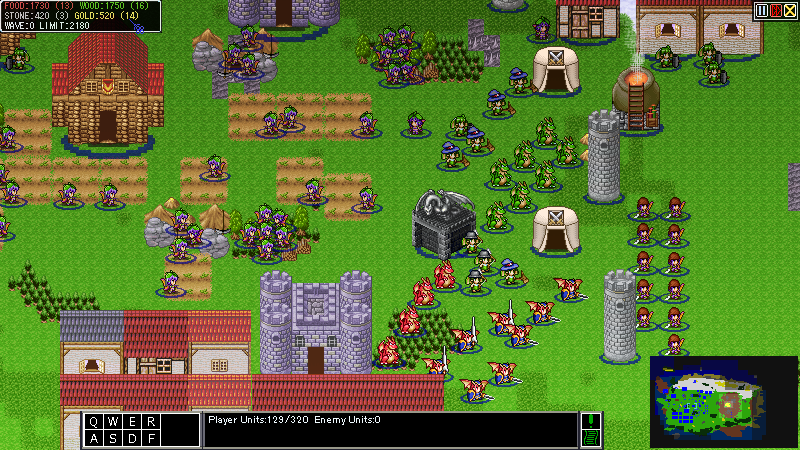 FOOD:1730 (13) WOOD:1750 (16)
STONE:420 (3) GOLD:520 (14)
WAVE:0 LIMIT:2180
Q W E R
A S D F
Player Units:129/320 Enemy Units:0